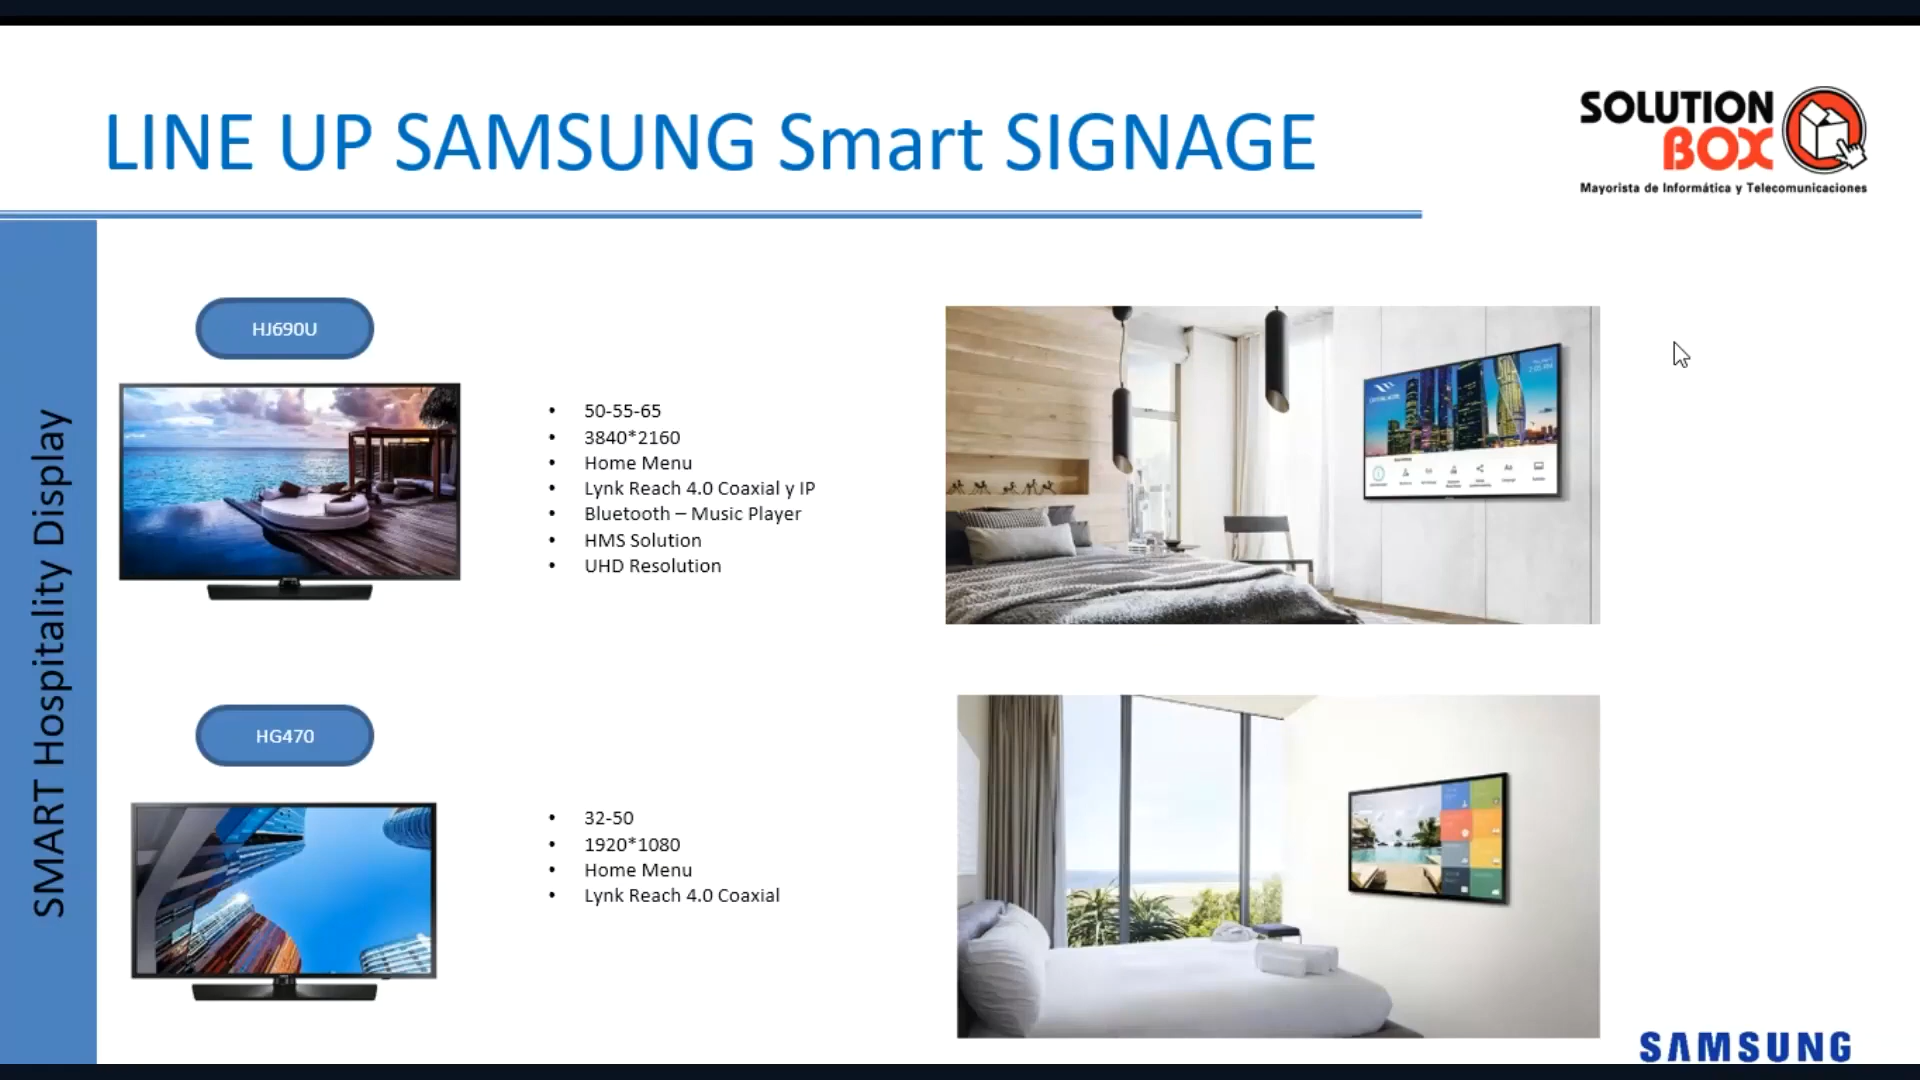 LINE UP SAMSUNG Smart SIGNAGE
SOLUTION
BOX
Mayorista de Informática y Telecomunicaciones
SMART Hospitality Display
HJ690U
• 50-55-65
• 3840*2160
• Home Menu
• Lynk Reach 4.0 Coaxial y IP
• Bluetooth – Music Player
• HMS Solution
• UHD Resolution
HG470
• 32-50
• 1920*1080
• Home Menu
• Lynk Reach 4.0 Coaxial
SAMSUNG